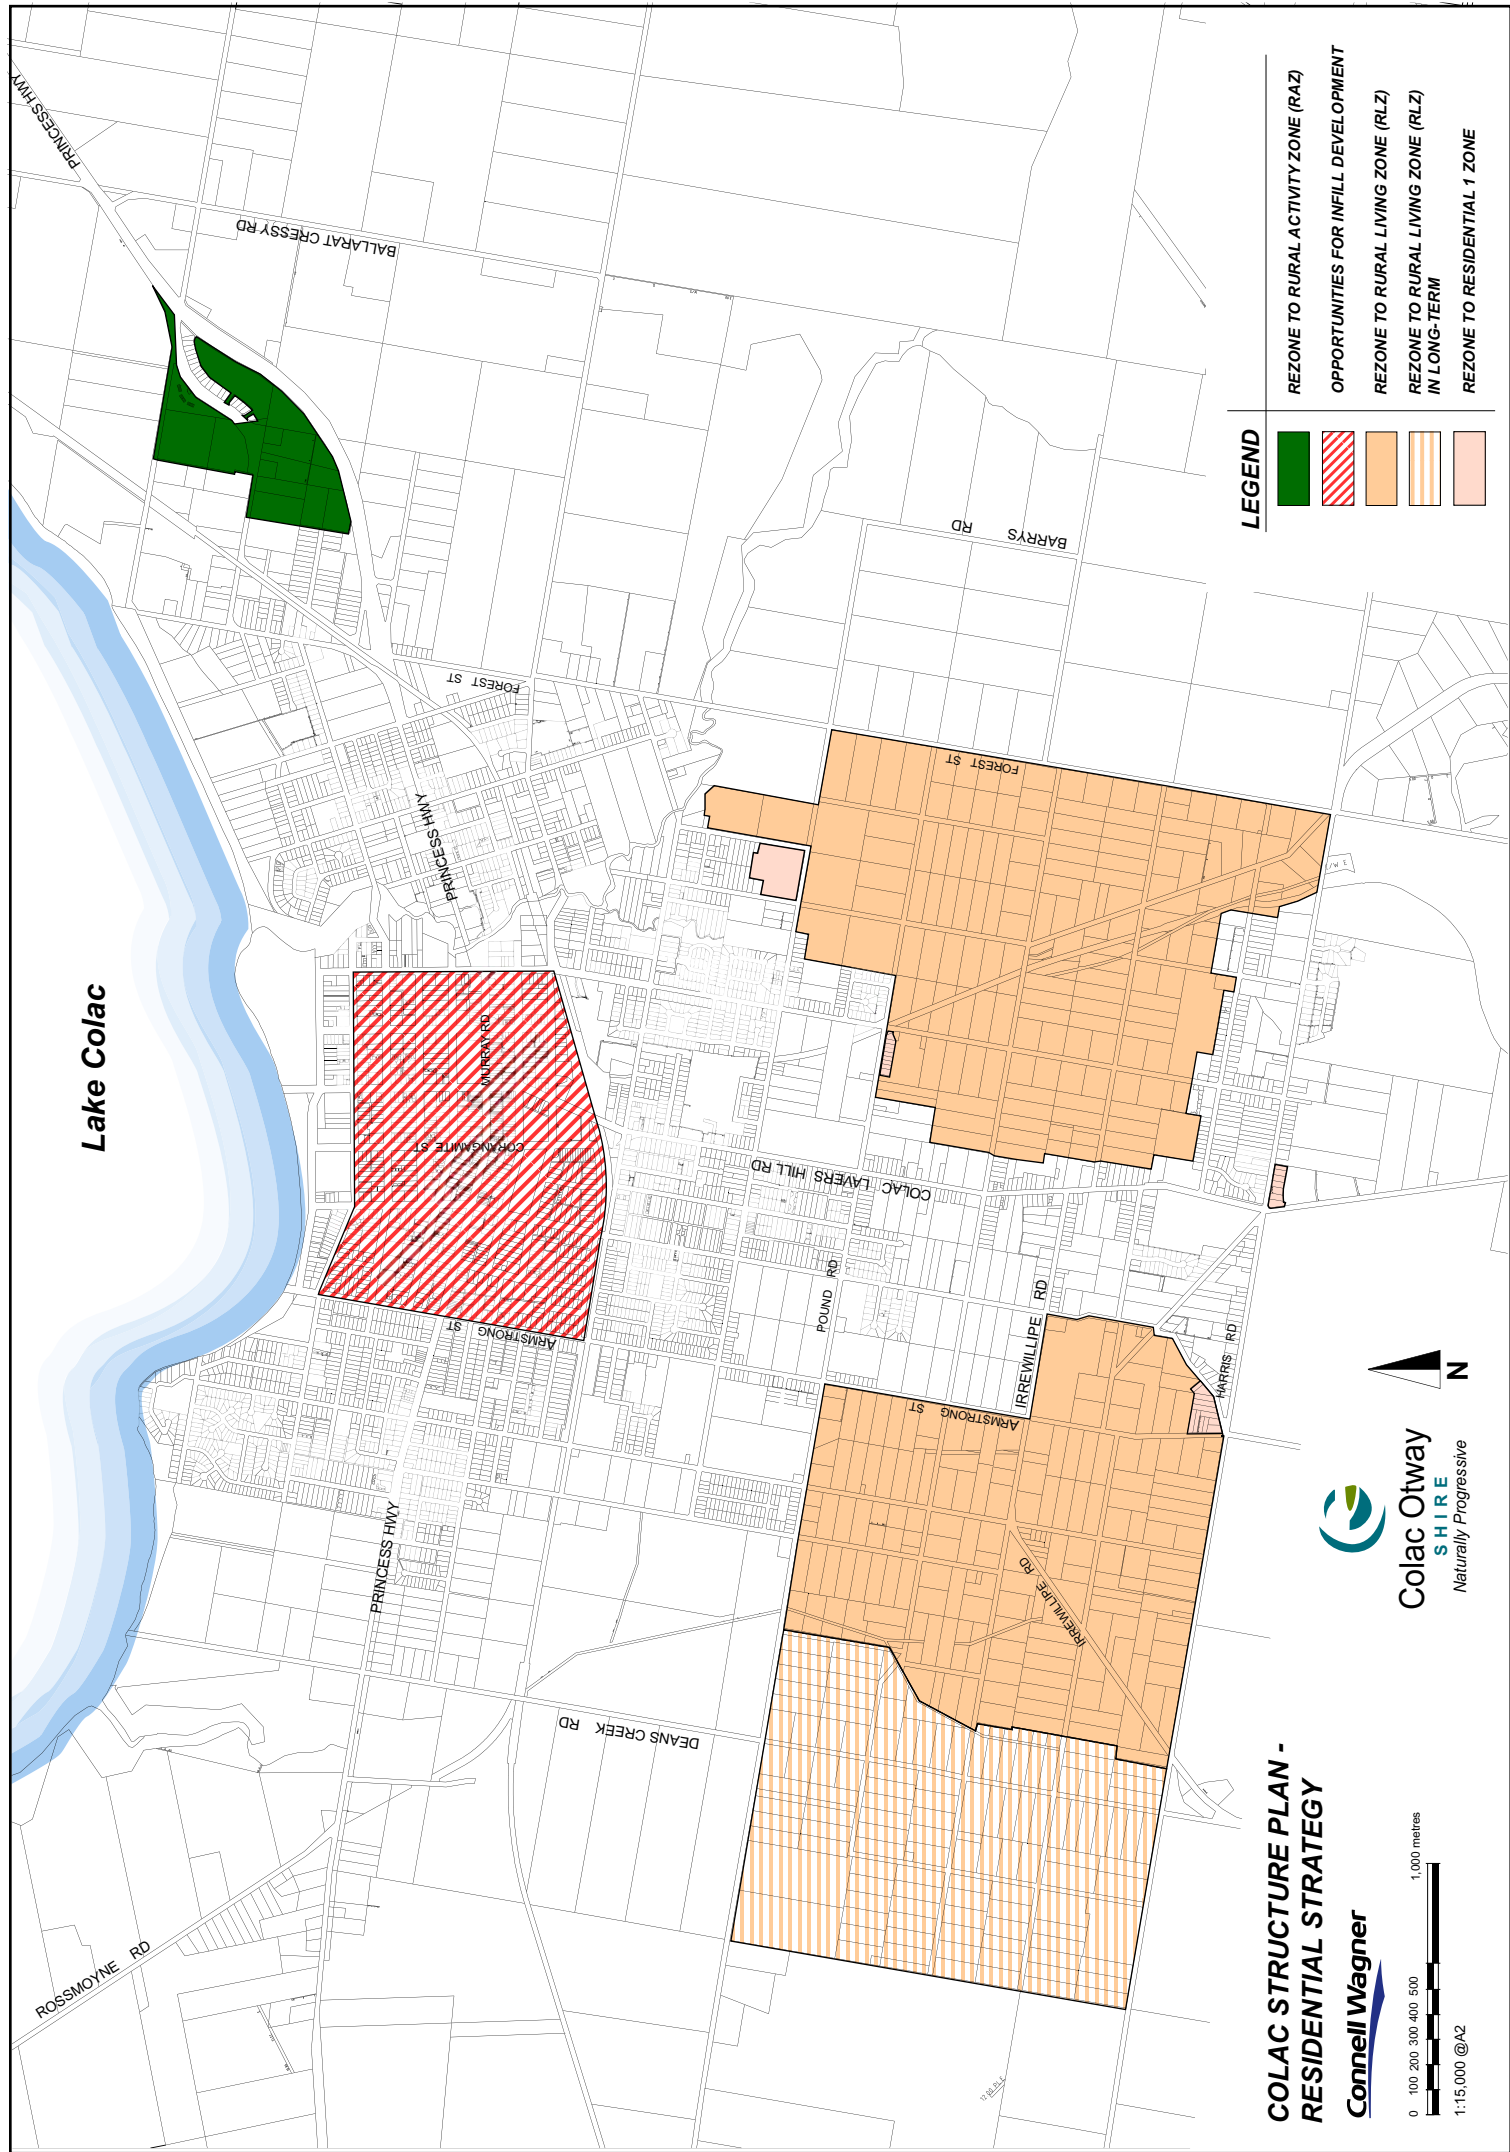 Lake Colac
PRINCESS HWY
BALLARAT CRESSY RD
FOREST ST
PRINCESS HWY
MURRAY RD
CORANGAMITE ST
ARMSTRONG ST
PRINCESS HWY
ROSSMOYNE RD
DEANS CREEK RD
COLAC LAVERS HILL RD
POUND RD
BARRYS RD
FOREST ST
IRREWILLIPE RD
ARMSTRONG ST
IRREWILLIPE RD
HARRIS RD
LEGEND
REZONE TO RURAL ACTIVITY ZONE (RAZ)
OPPORTUNITIES FOR INFILL DEVELOPMENT
REZONE TO RURAL LIVING ZONE (RLZ)
REZONE TO RURAL LIVING ZONE (RLZ)
IN LONG-TERM
REZONE TO RESIDENTIAL 1 ZONE
COLAC STRUCTURE PLAN -
RESIDENTIAL STRATEGY
Connell Wagner
0 100 200 300 400 500 1,000 metres
1:15,000 @A2
Colac Otway
SHIRE
Naturally Progressive
N